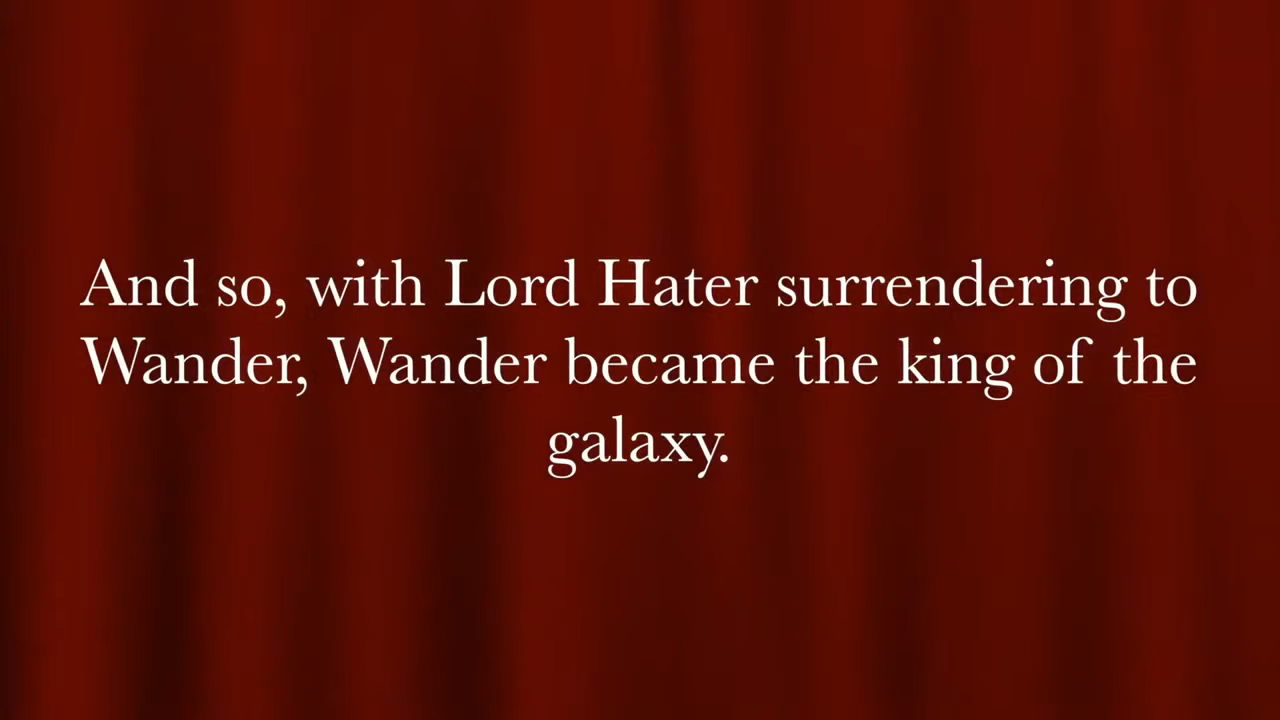 And so, with Lord Hater surrendering to
Wander, Wander became the king of the
galaxy.